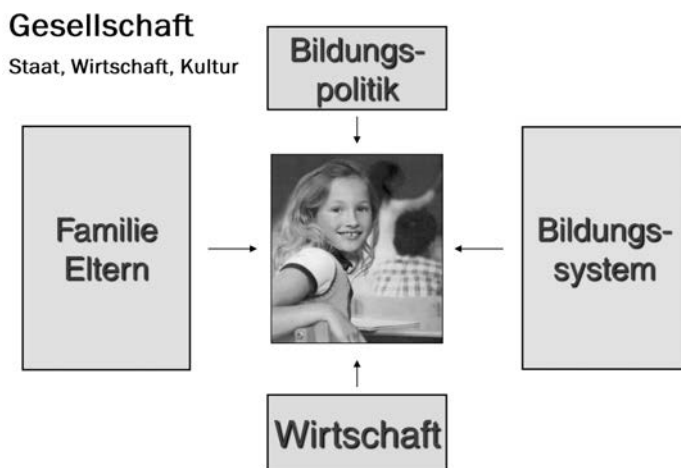 Gesellschaft
Staat, Wirtschaft, Kultur
Bildungs-
politik
Familie
Eltern
Bildungs-
system
Wirtschaft